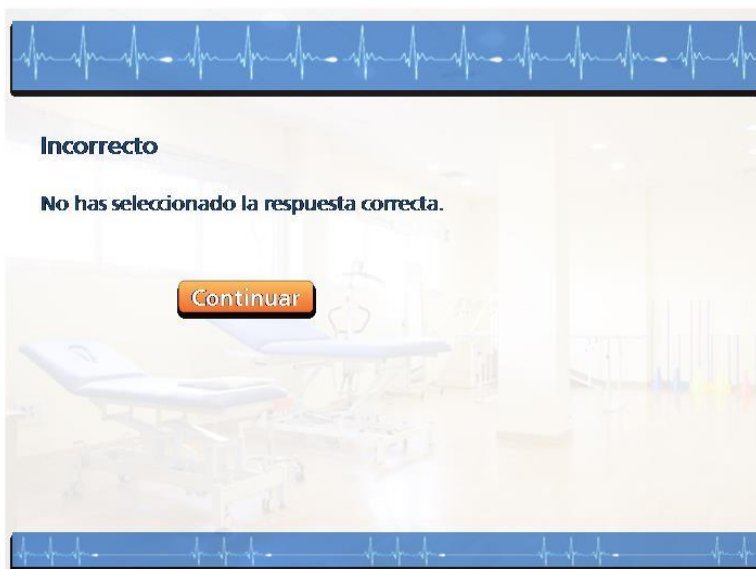 Incorrecto
No has seleccionado la respuesta correcta.
Continuar